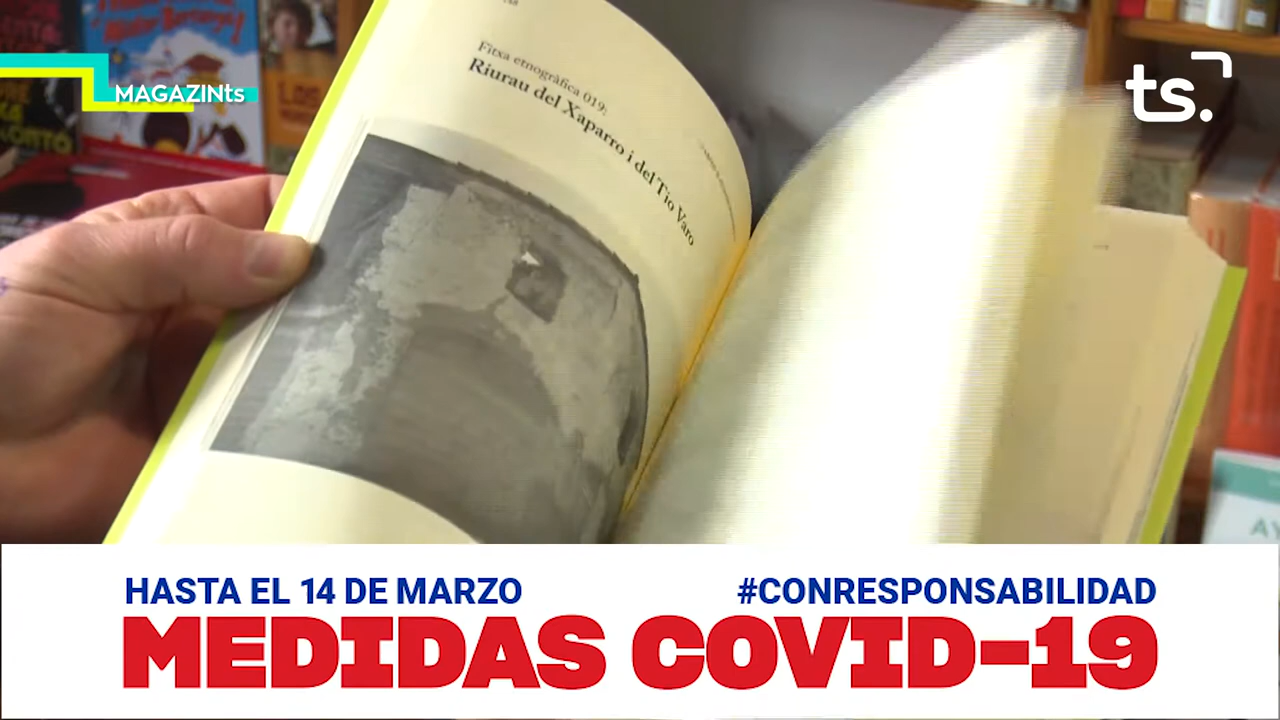 MAGAZINts
ts.
Fitxa etnogràfica 019:
Riurau del Xaparro i del Tio Varo
HASTA EL 14 DE MARZO
#CONRESPONSABILIDAD
MEDIDAS COVID-19